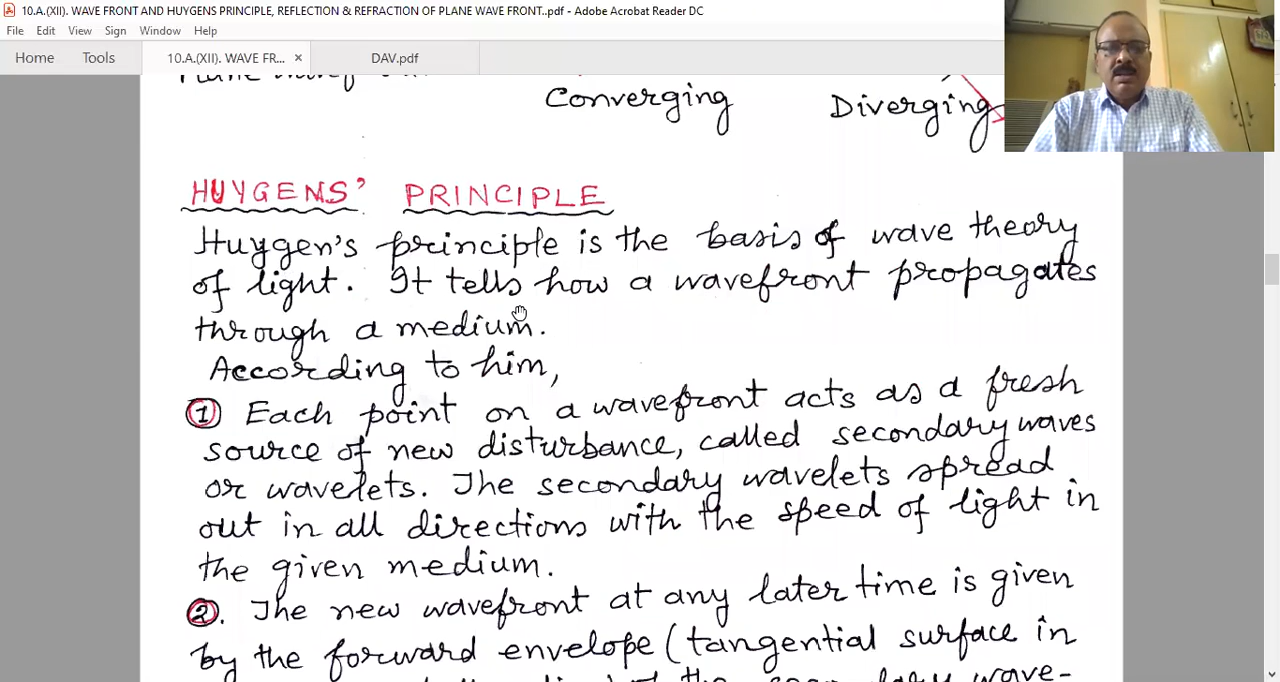 10.A.(XII). WAVE FRONT AND HUYGENS PRINCIPLE, REFLECTION & REFRACTION OF PLANE WAVE FRONT..pdf - Adobe Acrobat Reader DC
File Edit View Sign Window Help
Home Tools 10.A.(XII). WAVE FR... × DAV.pdf
Converging Diverging
HUYGENS' PRINCIPLE
Huygen's principle is the basis of wave theory
of light. It tells how a wavefront propagates
through a medium.
According to him,
① Each point on a wavefront acts as a fresh
source of new disturbance, called secondary waves
or wavelets. The secondary wavelets spread
out in all directions with the speed of light in
the given medium.
②. The new wavefront at any later time is given
by the forward envelope (tangential surface in